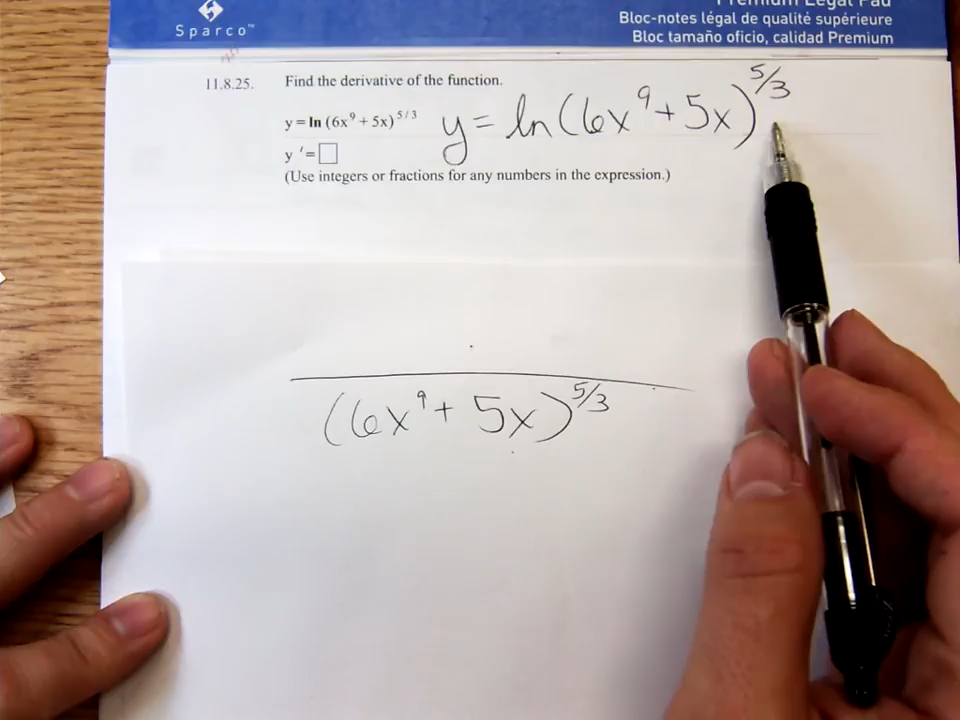 Sparco™
Premium Legal Pad
Bloc-notes légal de qualité supérieure
Bloc tamaño oficio, calidad Premium
11.8.25. Find the derivative of the function.
y = ln (6x⁹ + 5x)^5/3
y = ln(6x⁹ + 5x)^5/3
y ' = □
(Use integers or fractions for any numbers in the expression.)
(6x⁹ + 5x)^5/3